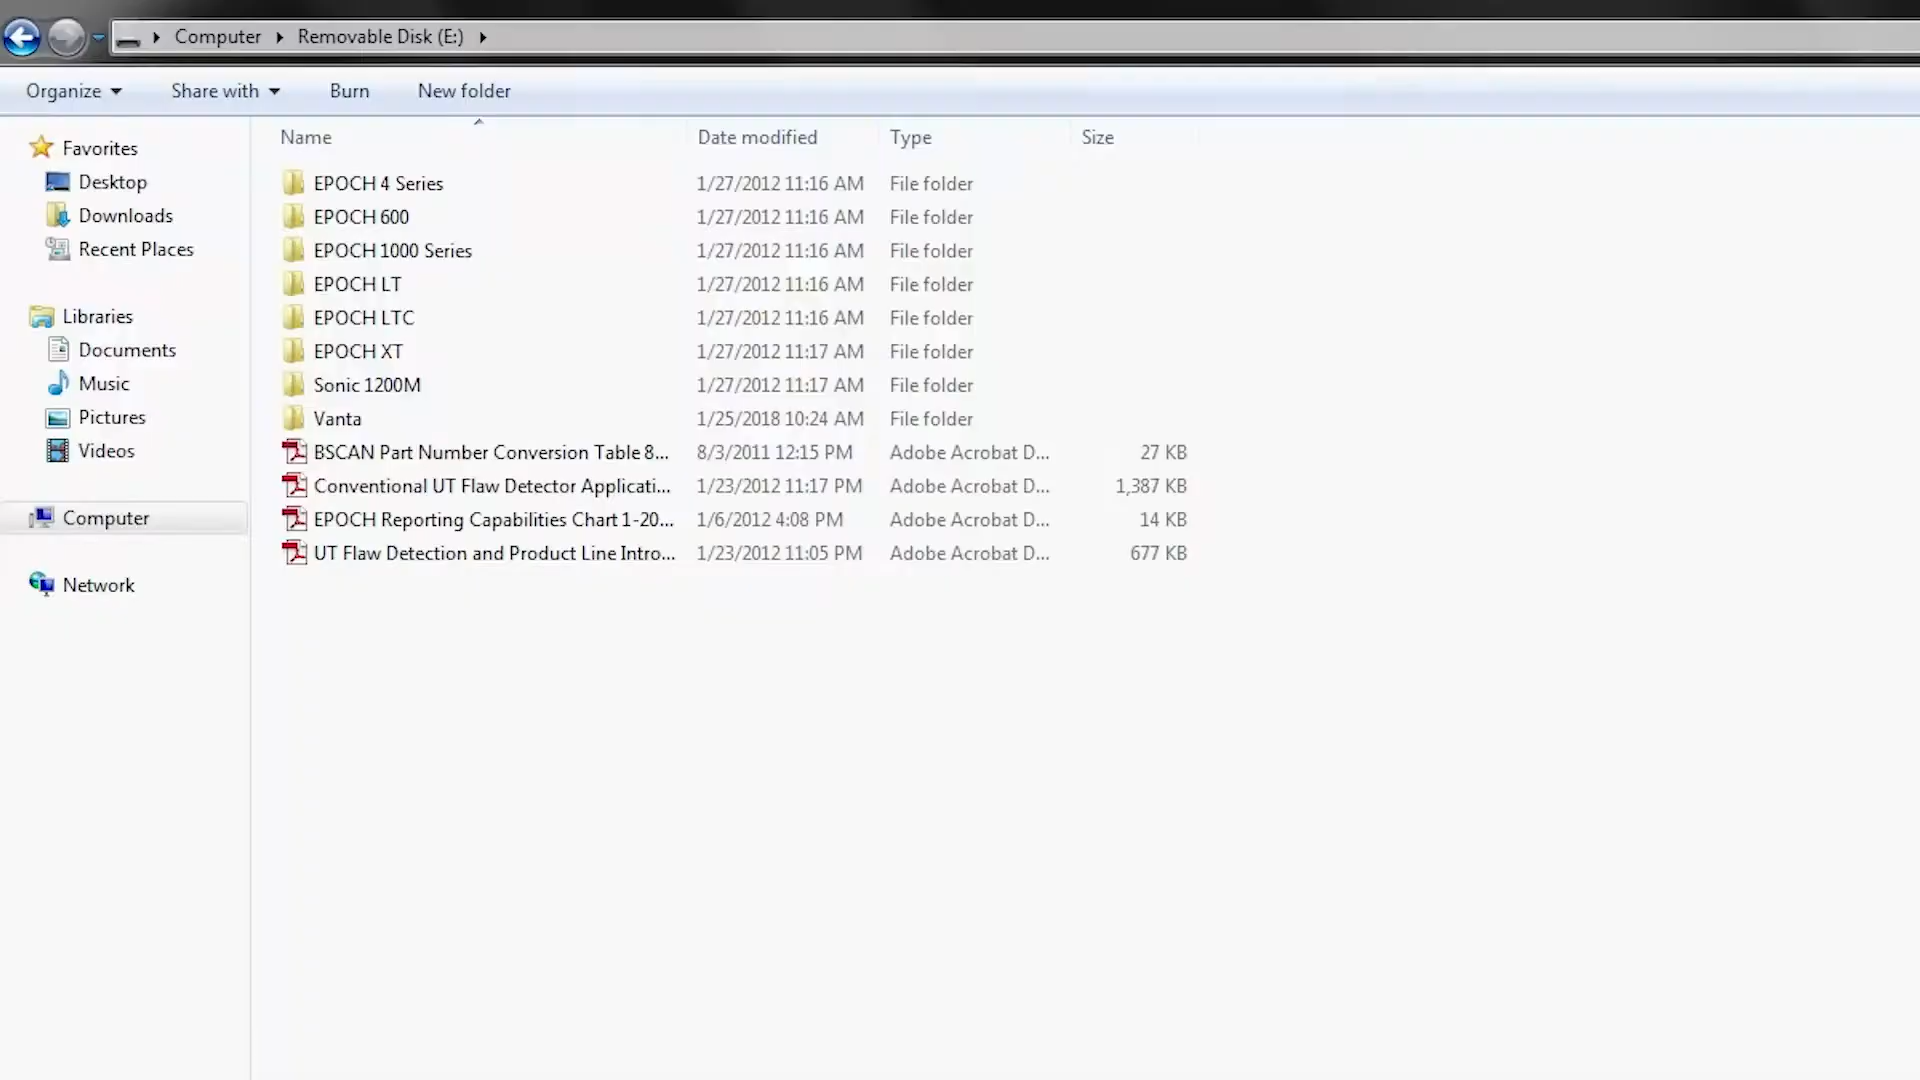 Computer Removable Disk (E:)
Organize Share with Burn New folder
Name Date modified Type Size
Favorites
Desktop
Downloads
Recent Places
Libraries
Documents
Music
Pictures
Videos
Computer
Network
EPOCH 4 Series 1/27/2012 11:16 AM File folder
EPOCH 600 1/27/2012 11:16 AM File folder
EPOCH 1000 Series 1/27/2012 11:16 AM File folder
EPOCH LT 1/27/2012 11:16 AM File folder
EPOCH LTC 1/27/2012 11:16 AM File folder
EPOCH XT 1/27/2012 11:17 AM File folder
Sonic 1200M 1/27/2012 11:17 AM File folder
Vanta 1/25/2018 10:24 AM File folder
BSCAN Part Number Conversion Table 8... 8/3/2011 12:15 PM Adobe Acrobat D... 27 KB
Conventional UT Flaw Detector Applicati... 1/23/2012 11:17 PM Adobe Acrobat D... 1,387 KB
EPOCH Reporting Capabilities Chart 1-20... 1/6/2012 4:08 PM Adobe Acrobat D... 14 KB
UT Flaw Detection and Product Line Intro... 1/23/2012 11:05 PM Adobe Acrobat D... 677 KB